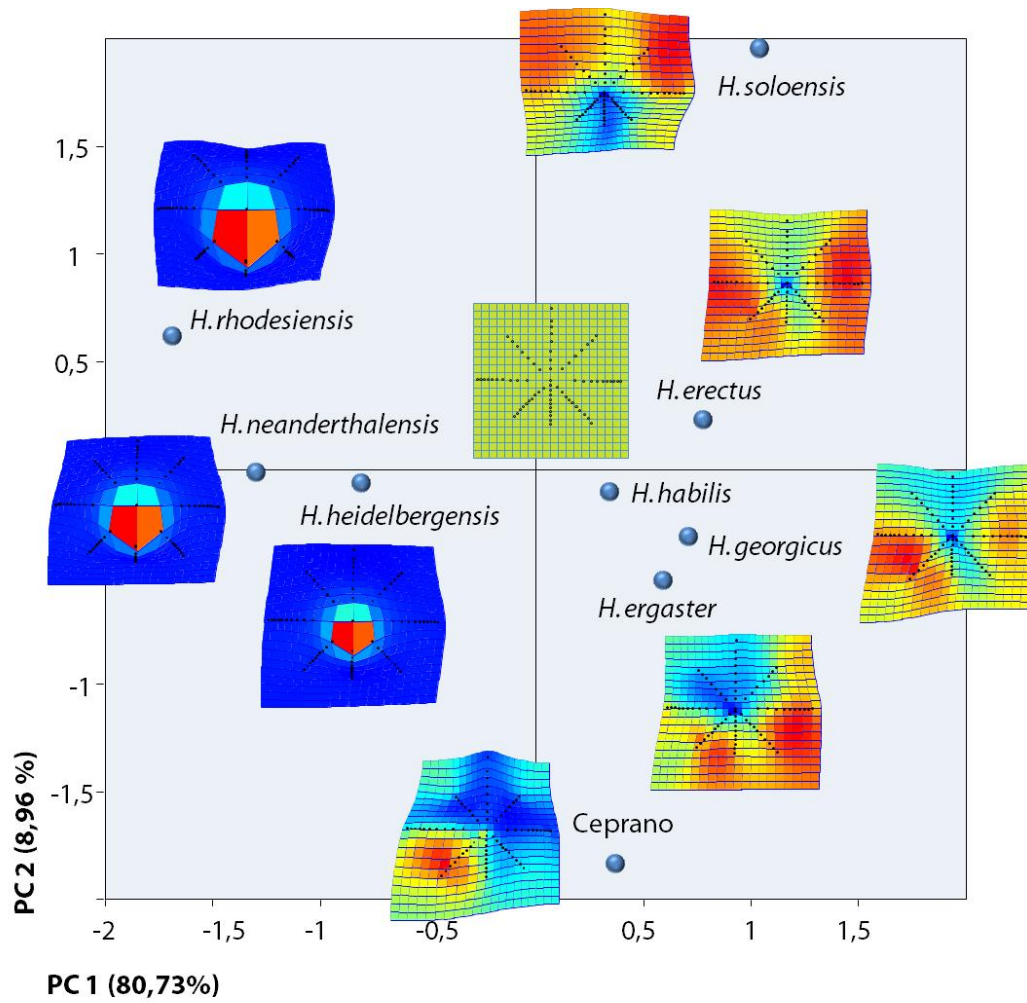 H. soloensis
1,5
1
H. rhodesiensis
0,5
H. erectus
H. neanderthalensis
H. habilis
H. heidelbergensis
H. georgicus
H. ergaster
-1
-1,5
Ceprano
PC 2 (8,96 %)
-2
-1,5
-1
-0,5
0,5
1
1,5
PC 1 (80,73%)